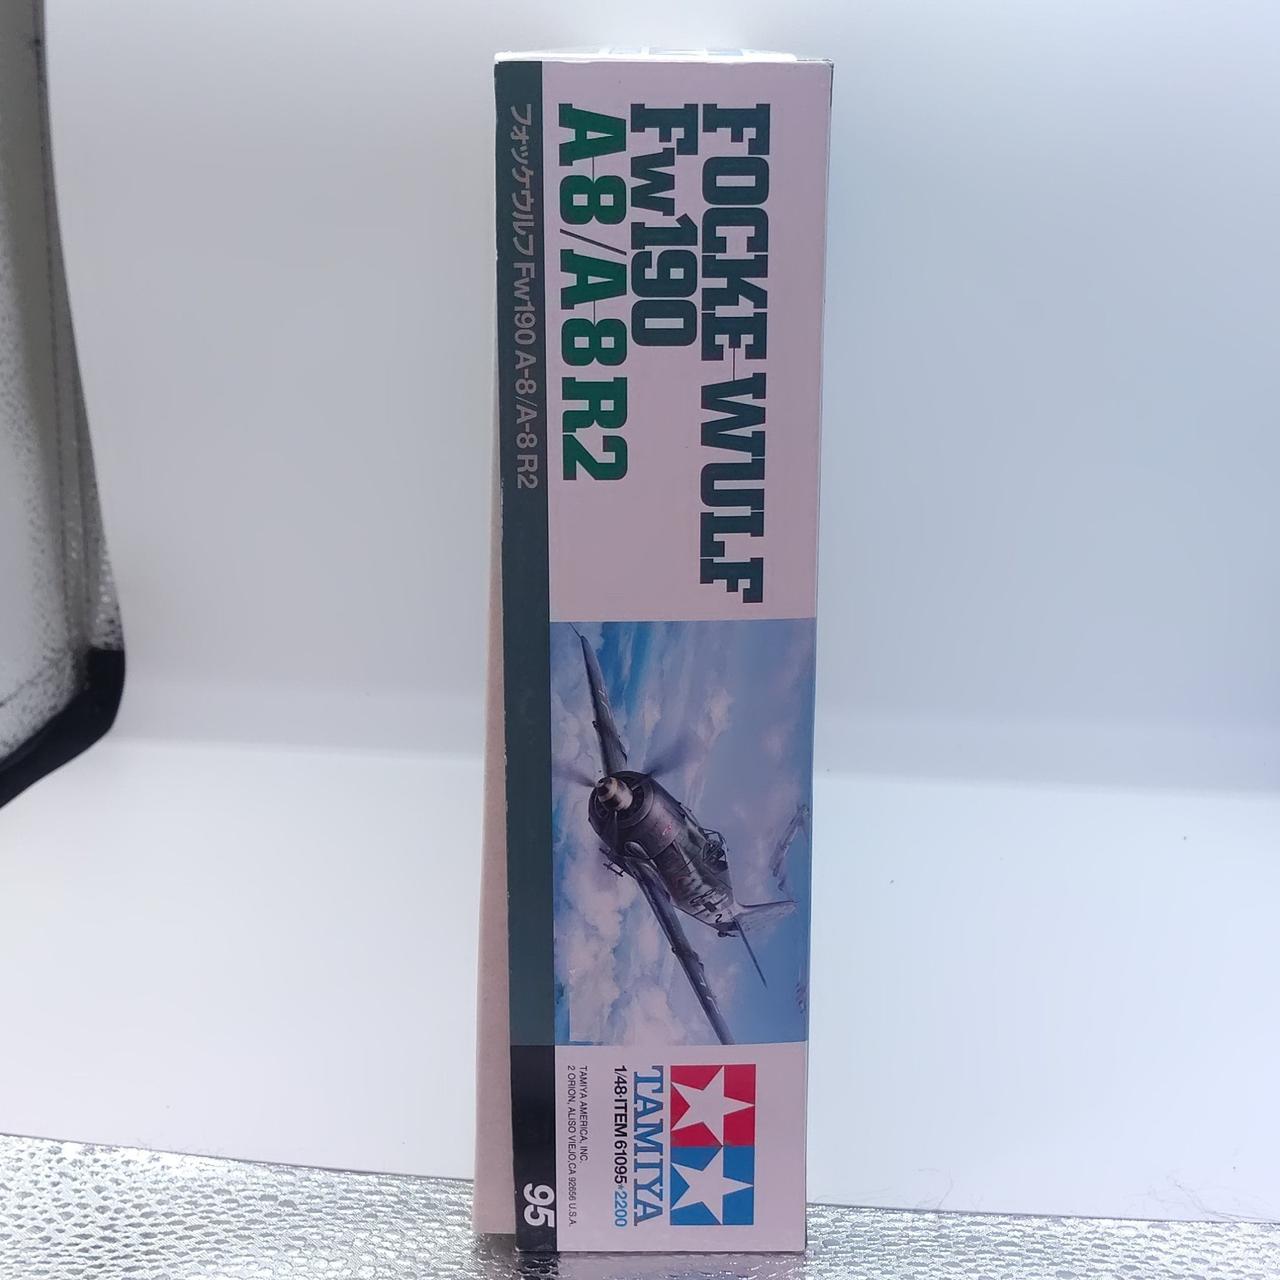 FOCKE-WULF
Fw190
A-8/A-8 R2
フォッケウルフ Fw190 A-8/A-8 R2
TAMIYA
1/48•ITEM 61095★2200
TAMIYA AMERICA, INC.
2 ORION, ALISO VIEJO,CA 92656 U.S.A.
95